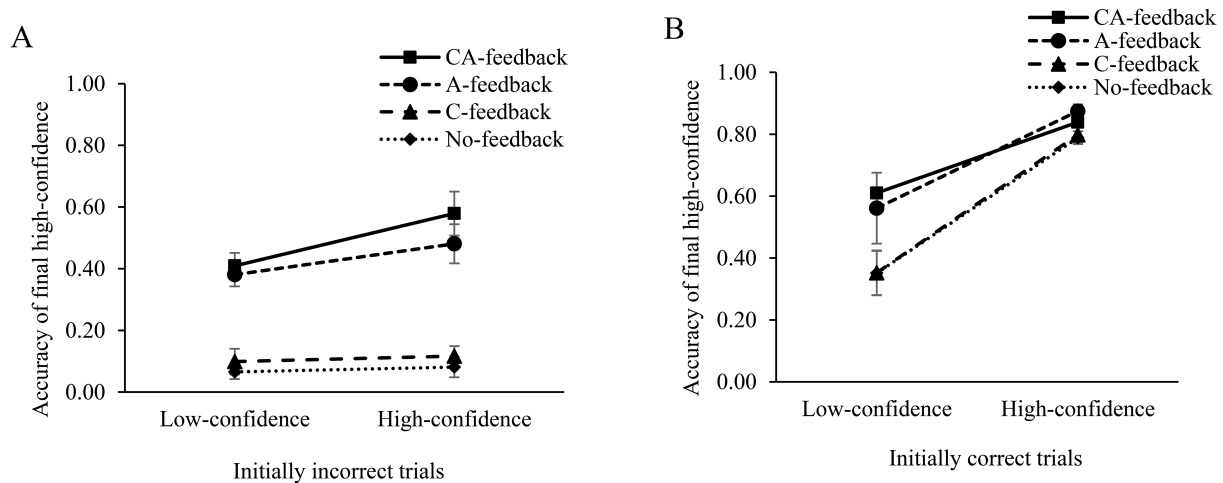 A
CA-feedback
A-feedback
C-feedback
No-feedback
Accuracy of final high-confidence
1.00
0.80
0.60
0.40
0.20
0.00
Low-confidence High-confidence
Initially incorrect trials
B
CA-feedback
A-feedback
C-feedback
No-feedback
Accuracy of final high-confidence
1.00
0.80
0.60
0.40
0.20
0.00
Low-confidence High-confidence
Initially correct trials